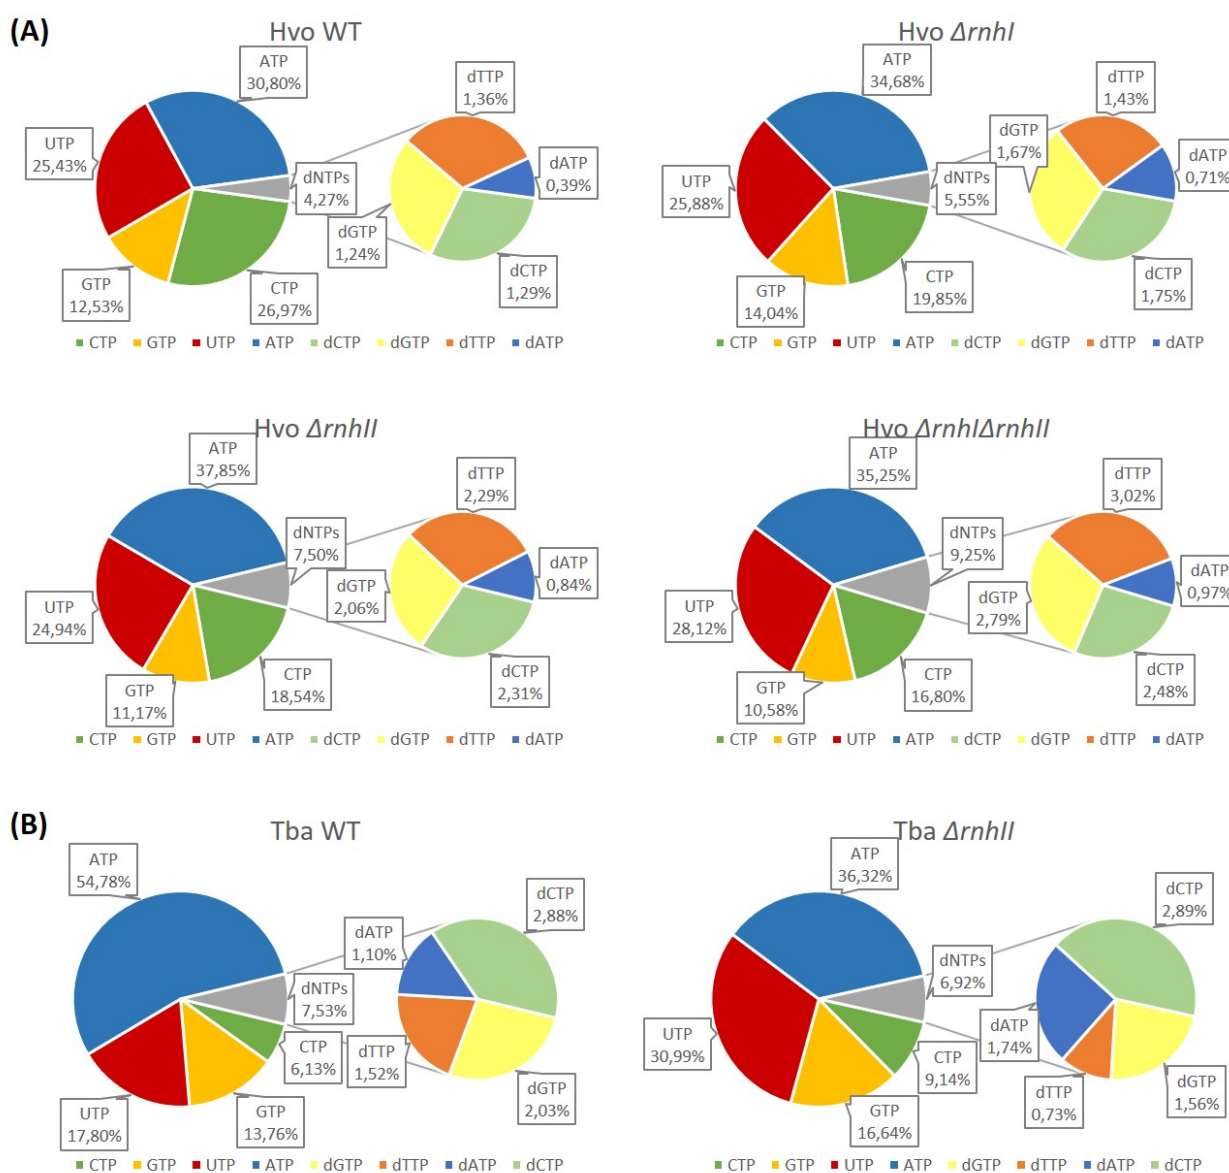 (A)
Hvo WT
ATP
30,80%
UTP
25,43%
GTP
12,53%
CTP
26,97%
dNTPs
4,27%
dTTP
1,36%
dATP
0,39%
dGTP
1,24%
dCTP
1,29%
CTP GTP UTP ATP dCTP dGTP dTTP dATP
Hvo ΔrnhI
ATP
34,68%
UTP
25,88%
GTP
14,04%
CTP
19,85%
dNTPs
5,55%
dGTP
1,67%
dTTP
1,43%
dATP
0,71%
dCTP
1,75%
CTP GTP UTP ATP dCTP dGTP dTTP dATP
Hvo ΔrnhII
ATP
37,85%
UTP
24,94%
GTP
11,17%
CTP
18,54%
dNTPs
7,50%
dTTP
2,29%
dATP
0,84%
dGTP
2,06%
dCTP
2,31%
CTP GTP UTP ATP dCTP dGTP dTTP dATP
Hvo ΔrnhIΔrnhII
ATP
35,25%
UTP
28,12%
GTP
10,58%
CTP
16,80%
dNTPs
9,25%
dTTP
3,02%
dATP
0,97%
dGTP
2,79%
dCTP
2,48%
CTP GTP UTP ATP dCTP dGTP dTTP dATP
(B)
Tba WT
ATP
54,78%
UTP
17,80%
GTP
13,76%
CTP
6,13%
dNTPs
7,53%
dATP
1,10%
dCTP
2,88%
dTTP
1,52%
dGTP
2,03%
CTP GTP UTP ATP dGTP dTTP dATP dCTP
Tba ΔrnhII
ATP
36,32%
UTP
30,99%
GTP
16,64%
CTP
9,14%
dNTPs
6,92%
dCTP
2,89%
dATP
1,74%
dTTP
0,73%
dGTP
1,56%
CTP GTP UTP ATP dGTP dTTP dATP dCTP